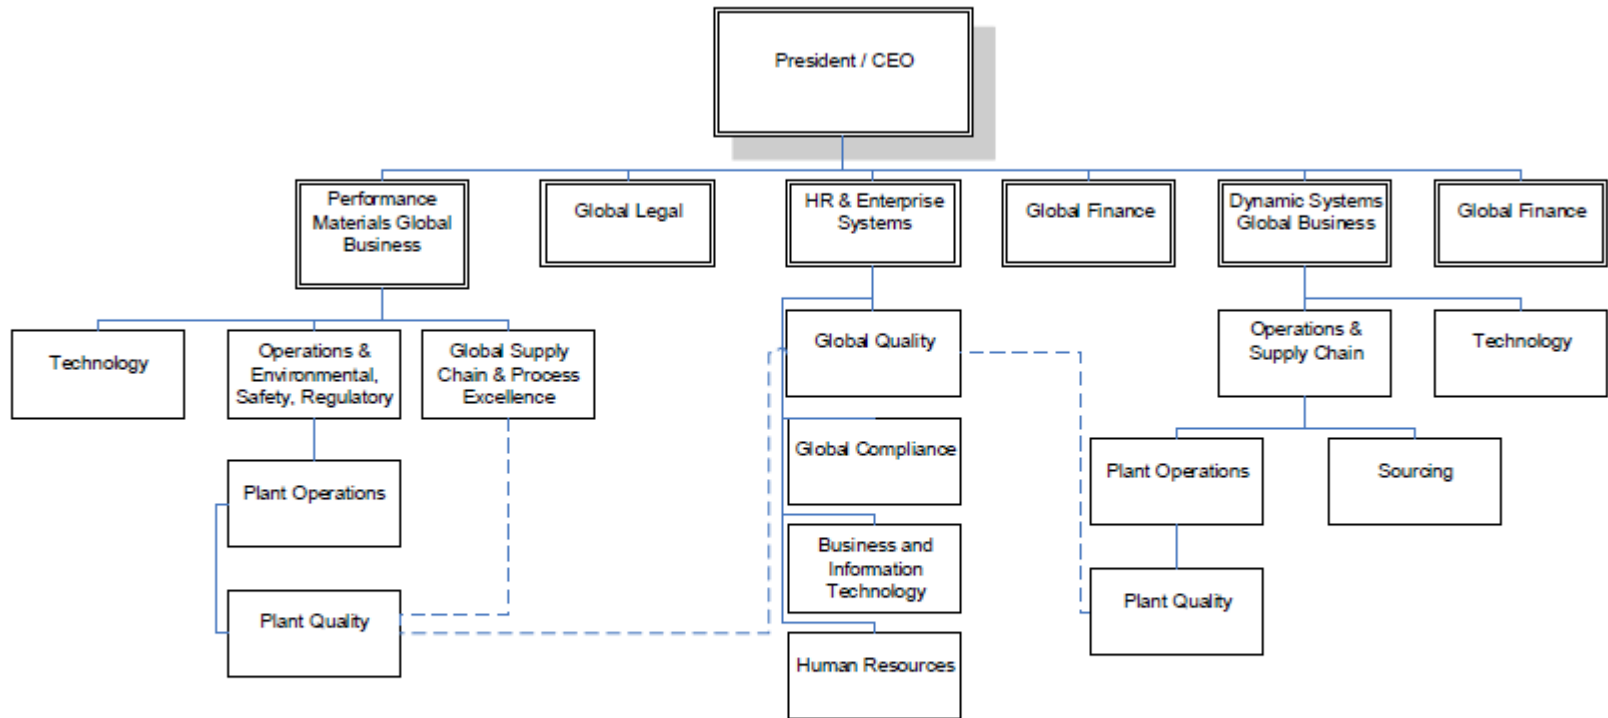 President / CEO
Performance
Materials Global
Business
Global Legal
HR & Enterprise
Systems
Global Finance
Dynamic Systems
Global Business
Global Finance
Technology
Operations &
Environmental,
Safety, Regulatory
Global Supply
Chain & Process
Excellence
Global Quality
Operations &
Supply Chain
Technology
Plant Operations
Global Compliance
Plant Operations
Sourcing
Business and
Information
Technology
Plant Quality
Plant Quality
Human Resources